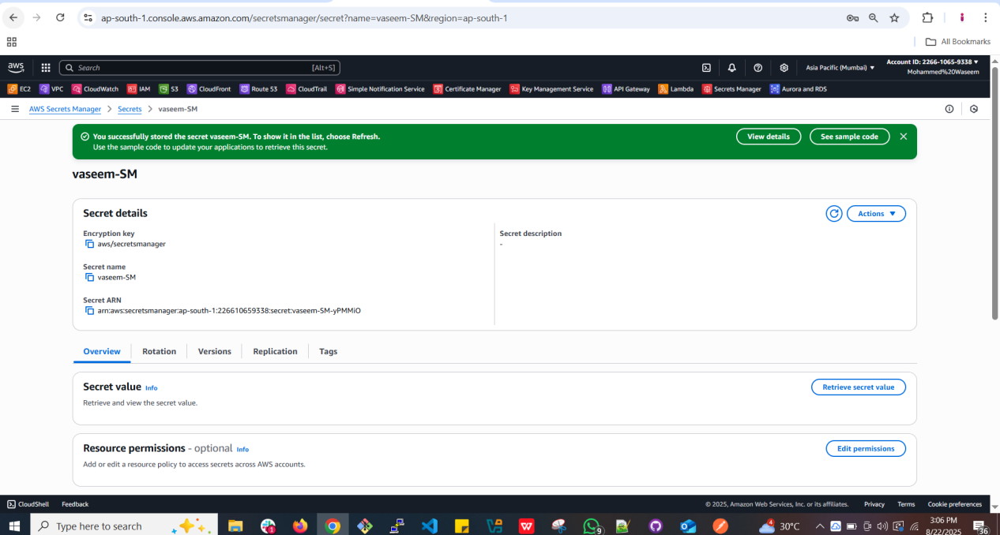 ap-south-1.console.aws.amazon.com/secretsmanager/secret?name=vaseem-SM&region=ap-south-1
All Bookmarks
aws
Search
[Alt+S]
Asia Pacific (Mumbai)
Account ID: 2266-1065-9338
Mohammed%20Waseem
EC2 VPC CloudWatch IAM S3 CloudFront Route 53 CloudTrail Simple Notification Service Certificate Manager Key Management Service API Gateway Lambda Secrets Manager Aurora and RDS
AWS Secrets Manager > Secrets > vaseem-SM
You successfully stored the secret vaseem-SM. To show it in the list, choose Refresh.
Use the sample code to update your applications to retrieve this secret.
View details
See sample code
vaseem-SM
Secret details
Actions
Encryption key
aws/secretsmanager
Secret description
-
Secret name
vaseem-SM
Secret ARN
arn:aws:secretsmanager:ap-south-1:226610659338:secret:vaseem-SM-yPMMiO
Overview Rotation Versions Replication Tags
Secret value Info
Retrieve secret value
Retrieve and view the secret value.
Resource permissions - optional Info
Edit permissions
Add or edit a resource policy to access secrets across AWS accounts.
CloudShell Feedback
© 2025, Amazon Web Services, Inc. or its affiliates. Privacy Terms Cookie preferences
Type here to search
1
9
4
30°C
3:06 PM
8/22/2025
36